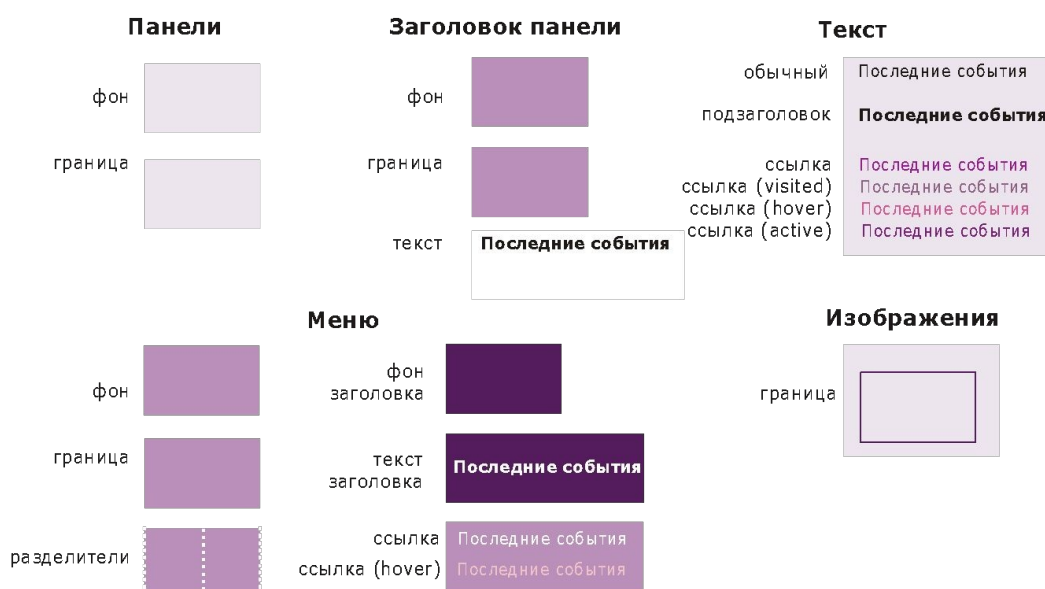 Панели
фон
граница
Заголовок панели
фон
граница
текст
Последние события
Текст
обычный
Последние события
подзаголовок
Последние события
ссылка
Последние события
ссылка (visited)
Последние события
ссылка (hover)
Последние события
ссылка (active)
Последние события
Меню
фон
граница
разделители
фон
заголовка
текст
заголовка
Последние события
ссылка
Последние события
ссылка (hover)
Последние события
Изображения
граница